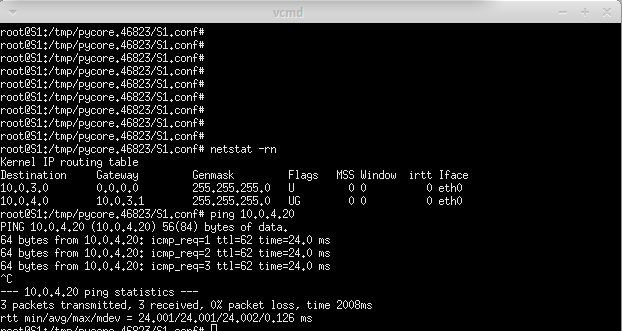 vcmd
root@S1:/tmp/pycore.46823/S1.conf#
root@S1:/tmp/pycore.46823/S1.conf#
root@S1:/tmp/pycore.46823/S1.conf#
root@S1:/tmp/pycore.46823/S1.conf#
root@S1:/tmp/pycore.46823/S1.conf#
root@S1:/tmp/pycore.46823/S1.conf#
root@S1:/tmp/pycore.46823/S1.conf#
root@S1:/tmp/pycore.46823/S1.conf#
root@S1:/tmp/pycore.46823/S1.conf#
root@S1:/tmp/pycore.46823/S1.conf# netstat -rn
Kernel IP routing table
Destination Gateway Genmask Flags MSS Window irtt Iface
10.0.3.0 0.0.0.0 255.255.255.0 U 0 0 0 eth0
10.0.4.0 10.0.3.1 255.255.255.0 UG 0 0 0 eth0
root@S1:/tmp/pycore.46823/S1.conf# ping 10.0.4.20
PING 10.0.4.20 (10.0.4.20) 56(84) bytes of data.
64 bytes from 10.0.4.20: icmp_req=1 ttl=62 time=24.0 ms
64 bytes from 10.0.4.20: icmp_req=2 ttl=62 time=24.0 ms
64 bytes from 10.0.4.20: icmp_req=3 ttl=62 time=24.0 ms
^C
--- 10.0.4.20 ping statistics ---
3 packets transmitted, 3 received, 0% packet loss, time 2008ms
rtt min/avg/max/mdev = 24.001/24.001/24.002/0.126 ms
root@S1:/tmp/pycore.46823/S1.conf#